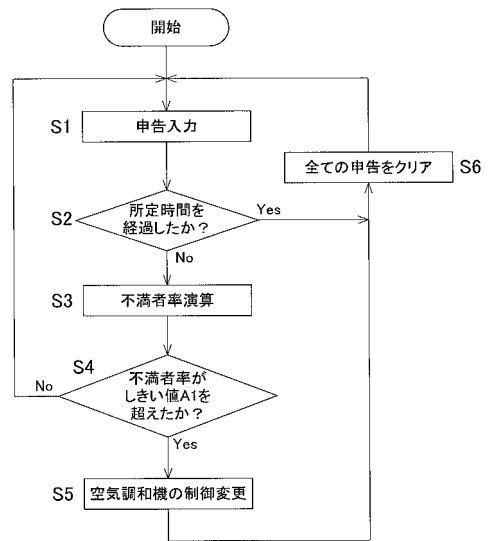 開始
S1
申告入力
全ての申告をクリア
S6
S2
所定時間を
経過したか？
Yes
No
S3
不満者率演算
S4
不満者率が
しきい値A1を
超えたか？
No
Yes
S5
空気調和機の制御変更